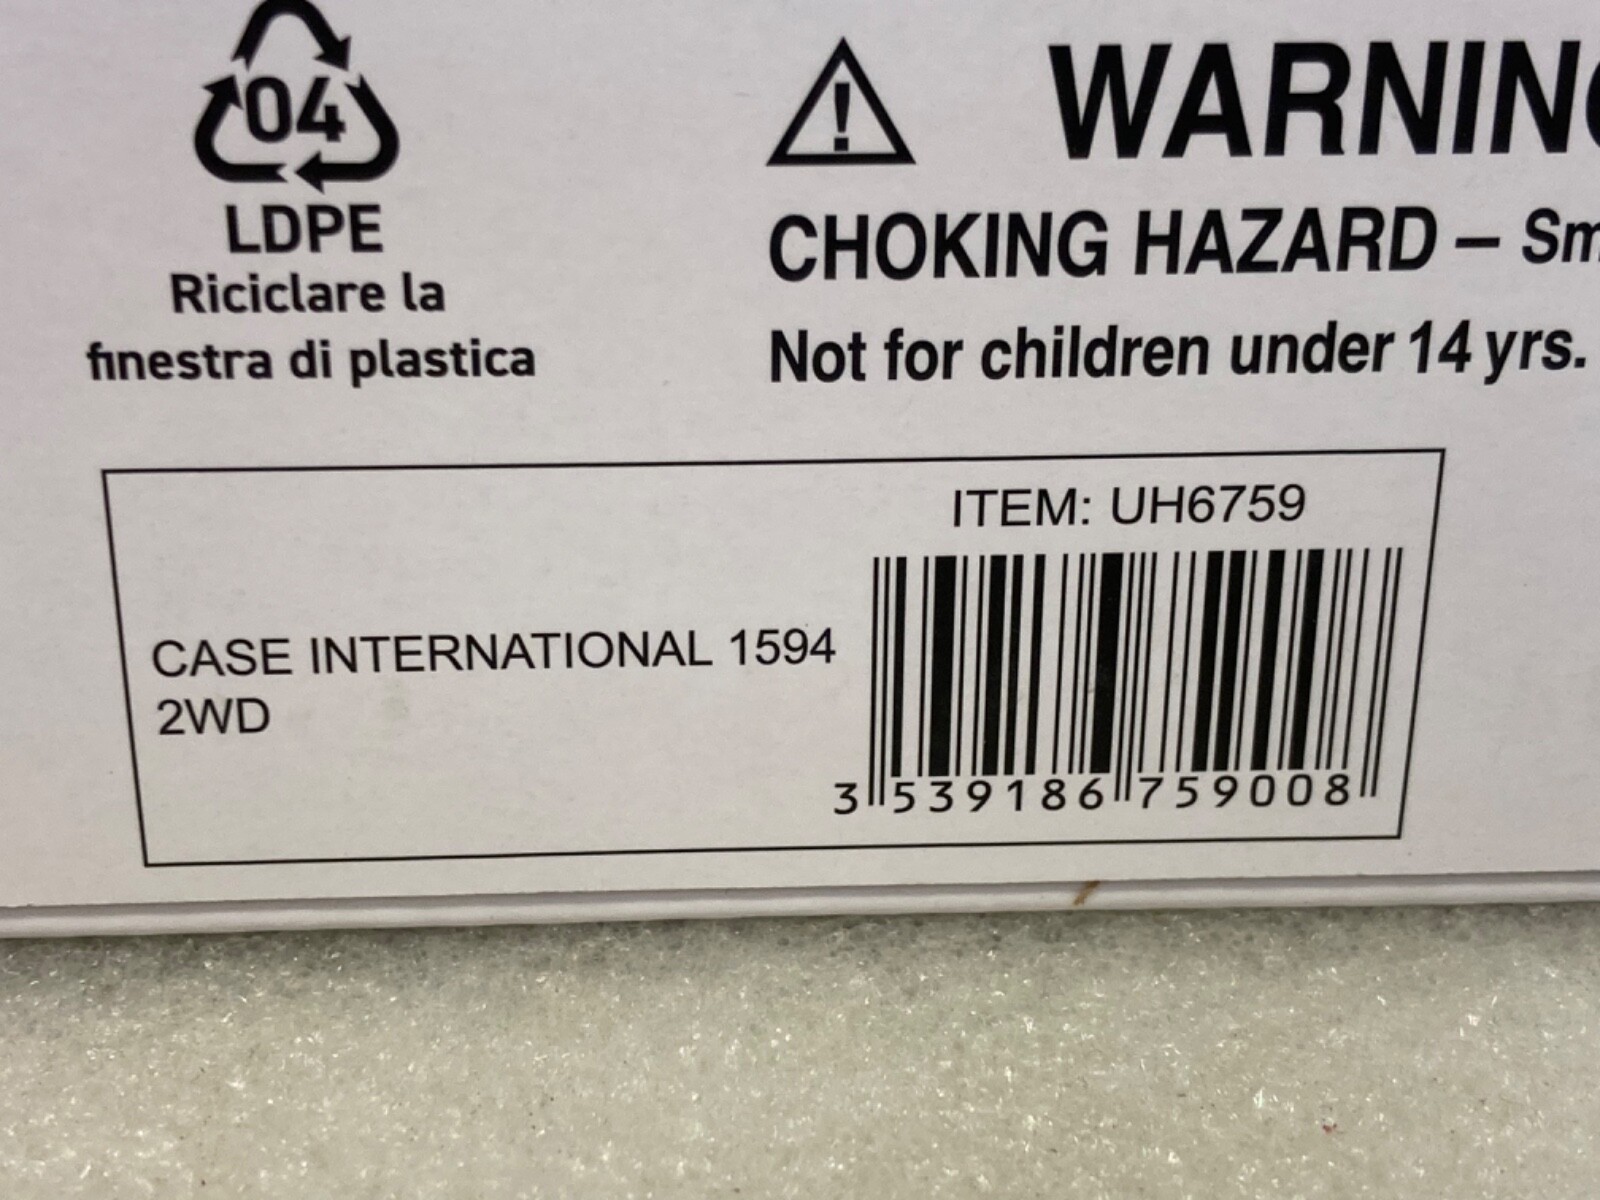 04
LDPE
Riciclare la
finestra di plastica
WARNING
CHOKING HAZARD – Sm
Not for children under 14 yrs.
ITEM: UH6759
CASE INTERNATIONAL 1594
2WD
3 539186 759008